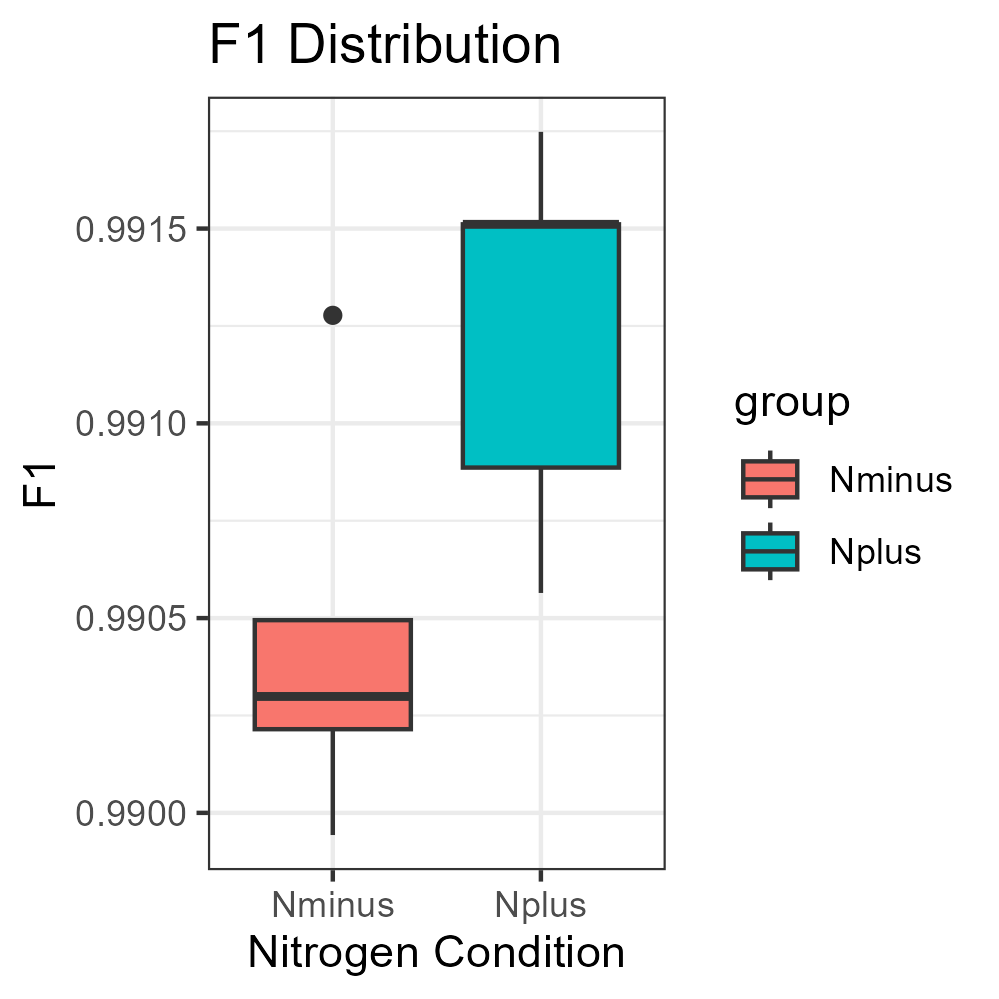 F1 Distribution
0.9915
0.9910
0.9905
0.9900
F1
Nminus
Nplus
Nitrogen Condition
group
Nminus
Nplus